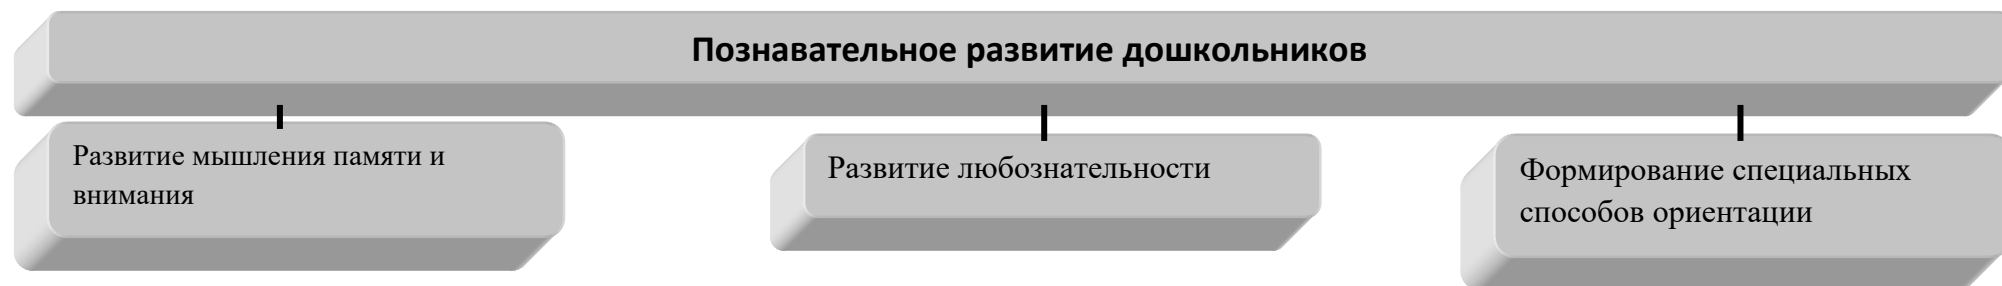 Познавательное развитие дошкольников
Развитие мышления памяти и
внимания
Развитие любознательности
Формирование специальных
способов ориентации